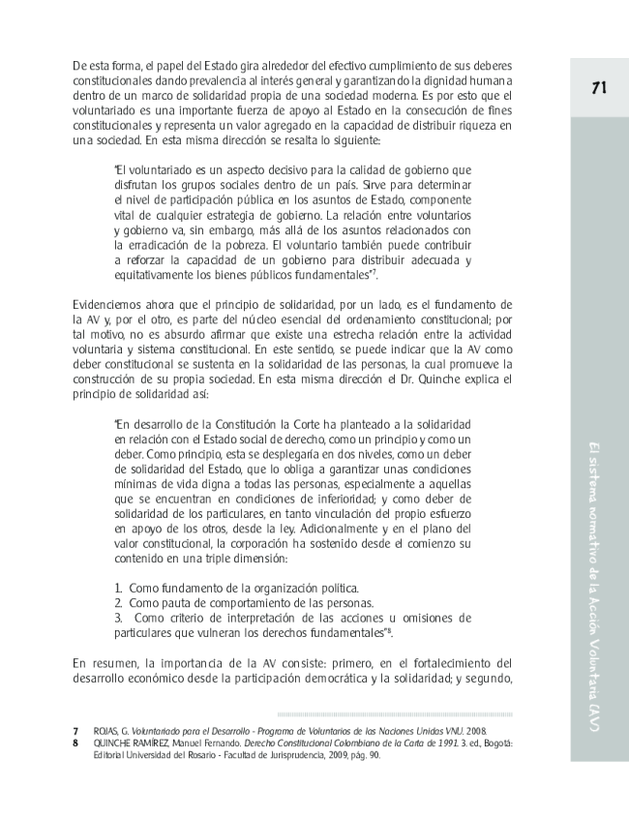 De esta forma, el papel del Estado gira alrededor del efectivo cumplimiento de sus deberes
constitucionales dando prevalencia al interés general y garantizando la dignidad humana
dentro de un marco de solidaridad propia de una sociedad moderna. Es por esto que el
voluntariado es una importante fuerza de apoyo al Estado en la consecución de fines
constitucionales y representa un valor agregado en la capacidad de distribuir riqueza en
una sociedad. En esta misma dirección se resalta lo siguiente:
"El voluntariado es un aspecto decisivo para la calidad de gobierno que
disfrutan los grupos sociales dentro de un país. Sirve para determinar
el nivel de participación pública en los asuntos de Estado, componente
vital de cualquier estrategia de gobierno. La relación entre voluntarios
y gobierno va, sin embargo, más allá de los asuntos relacionados con
la erradicación de la pobreza. El voluntario también puede contribuir
a reforzar la capacidad de un gobierno para distribuir adecuada y
equitativamente los bienes públicos fundamentales"7.
Evidenciemos ahora que el principio de solidaridad, por un lado, es el fundamento de
la AV y, por el otro, es parte del núcleo esencial del ordenamiento constitucional; por
tal motivo, no es absurdo afirmar que existe una estrecha relación entre la actividad
voluntaria y sistema constitucional. En este sentido, se puede indicar que la AV como
deber constitucional se sustenta en la solidaridad de las personas, la cual promueve la
construcción de su propia sociedad. En esta misma dirección el Dr. Quinche explica el
principio de solidaridad así:
"En desarrollo de la Constitución la Corte ha planteado a la solidaridad
en relación con el Estado social de derecho, como un principio y como un
deber. Como principio, esta se desplegaría en dos niveles, como un deber
de solidaridad del Estado, que lo obliga a garantizar unas condiciones
mínimas de vida digna a todas las personas, especialmente a aquellas
que se encuentran en condiciones de inferioridad; y como deber de
solidaridad de los particulares, en tanto vinculación del propio esfuerzo
en apoyo de los otros, desde la ley. Adicionalmente y en el plano del
valor constitucional, la corporación ha sostenido desde el comienzo su
contenido en una triple dimensión:
1. Como fundamento de la organización política.
2. Como pauta de comportamiento de las personas.
3. Como criterio de interpretación de las acciones u omisiones de
particulares que vulneran los derechos fundamentales"8.
En resumen, la importancia de la AV consiste: primero, en el fortalecimiento del
desarrollo económico desde la participación democrática y la solidaridad; y segundo,
7 ROJAS, G. Voluntariado para el Desarrollo - Programa de Voluntarios de las Naciones Unidas VNU. 2008.
8 QUINCHE RAMÍREZ, Manuel Fernando. Derecho Constitucional Colombiano de la Carta de 1991. 3. ed., Bogotá:
Editorial Universidad del Rosario - Facultad de Jurisprudencia, 2009, pág. 90.
71
El sistema normativo de la Acción Voluntaria (AV)